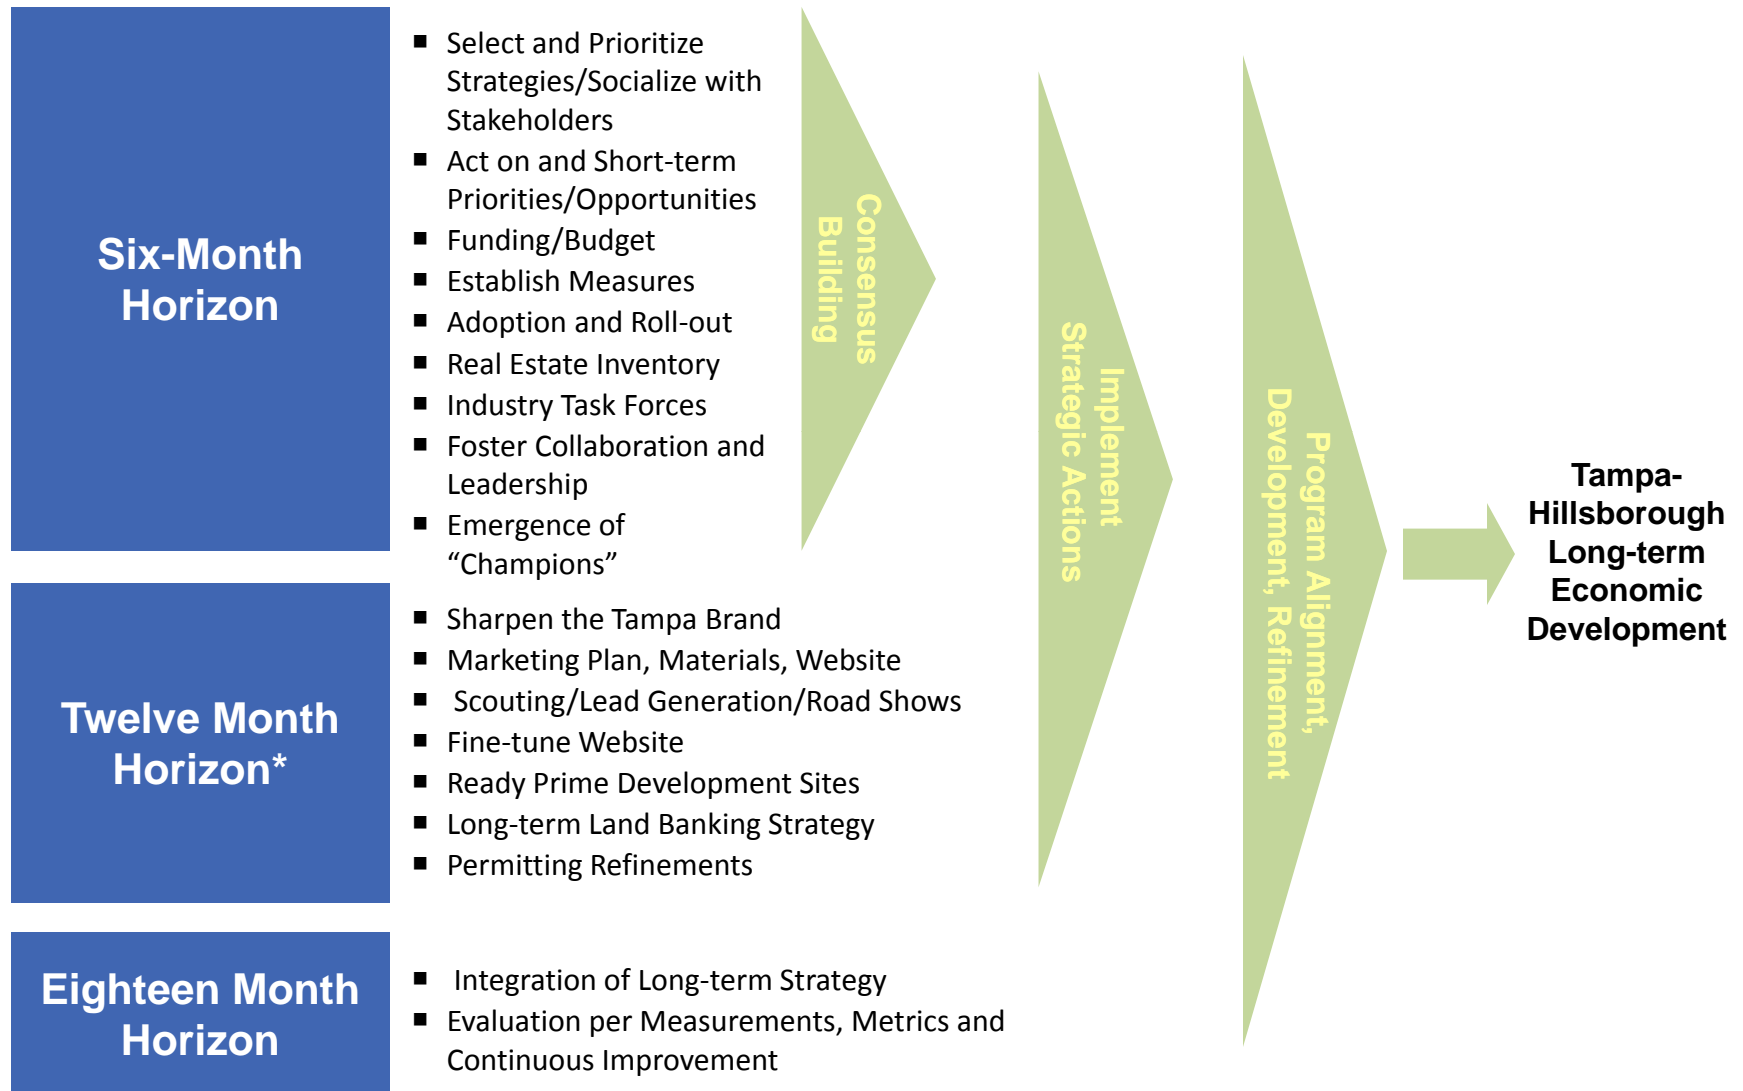 Six-Month
Horizon
■ Select and Prioritize
Strategies/Socialize with
Stakeholders
■ Act on and Short-term
Priorities/Opportunities
■ Funding/Budget
■ Establish Measures
■ Adoption and Roll-out
■ Real Estate Inventory
■ Industry Task Forces
■ Foster Collaboration and
Leadership
■ Emergence of
“Champions”
Twelve Month
Horizon*
■ Sharpen the Tampa Brand
■ Marketing Plan, Materials, Website
■ Scouting/Lead Generation/Road Shows
■ Fine-tune Website
■ Ready Prime Development Sites
■ Long-term Land Banking Strategy
■ Permitting Refinements
Eighteen Month
Horizon
■ Integration of Long-term Strategy
■ Evaluation per Measurements, Metrics and
Continuous Improvement
Consensus
Building
Implement
Strategic Actions
Program Alignment,
Development, Refinement
Tampa-
Hillsborough
Long-term
Economic
Development